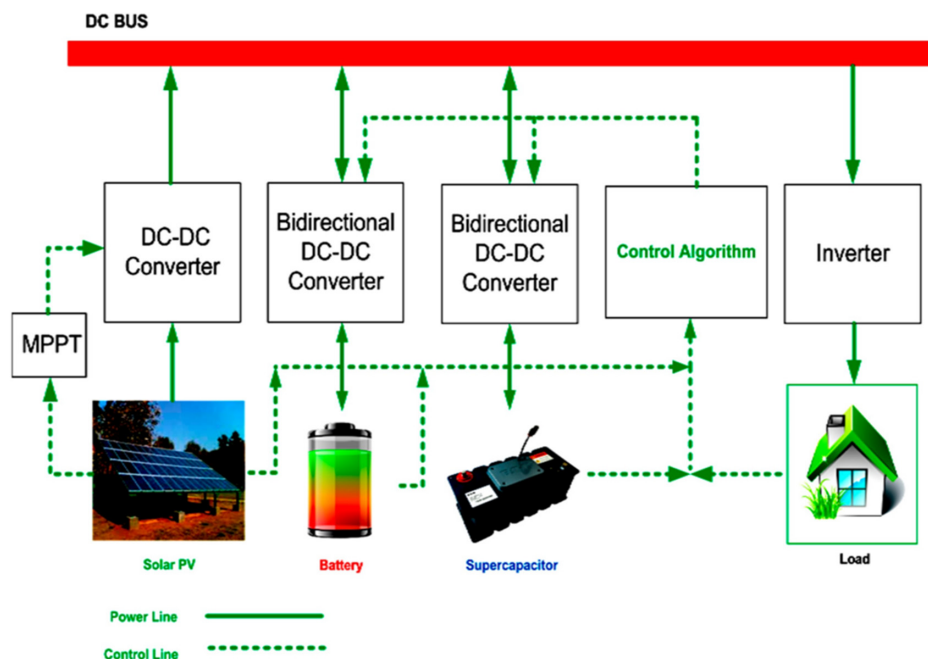 DC BUS
DC-DC
Converter
Bidirectional
DC-DC
Converter
Bidirectional
DC-DC
Converter
Control Algorithm
Inverter
MPPT
Solar PV
Battery
Supercapacitor
Load
Power Line
Control Line